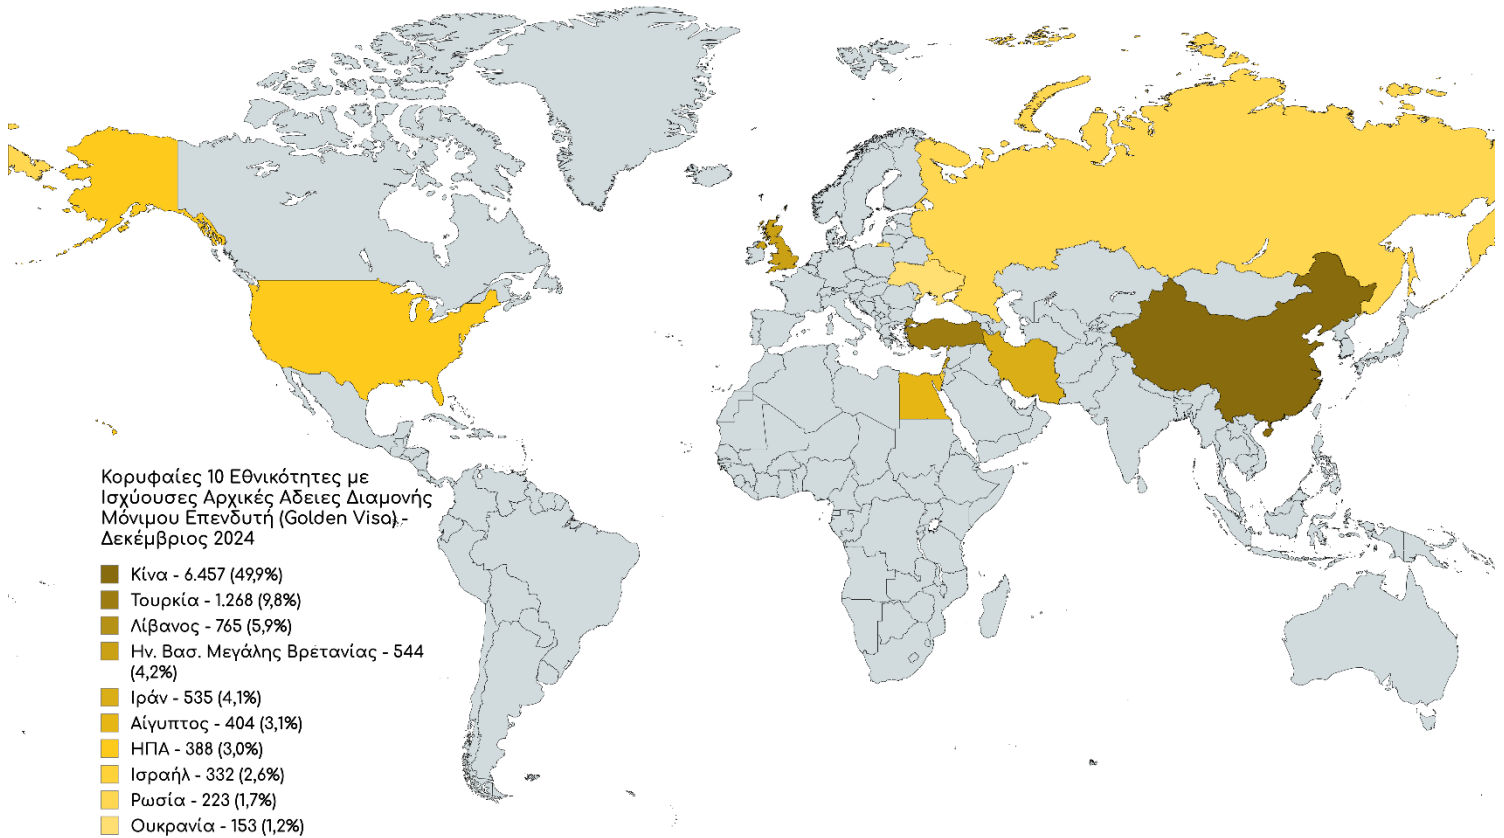 Κορυφαίες 10 Εθνικότητες με
Ισχύουσες Αρχικές Αδειες Διαμονής
Μόνιμου Επενδυτή (Golden Visa) -
Δεκέμβριος 2024
Κίνα - 6.457 (49,9%)
Τουρκία - 1.268 (9,8%)
Λίβανος - 765 (5,9%)
Ην. Βασ. Μεγάλης Βρετανίας - 544
(4,2%)
Ιράν - 535 (4,1%)
Αίγυπτος - 404 (3,1%)
ΗΠΑ - 388 (3,0%)
Ισραήλ - 332 (2,6%)
Ρωσία - 223 (1,7%)
Ουκρανία - 153 (1,2%)